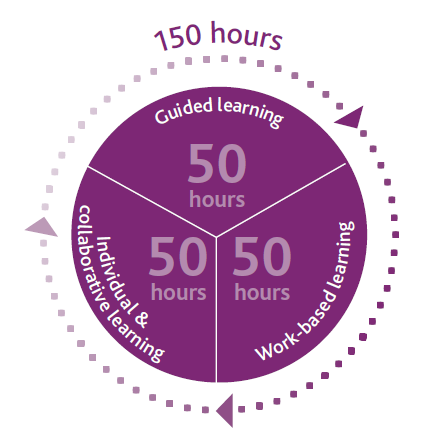 150 hours
Guided learning
50
hours
Individual &
collaborative learning
50
hours
50
hours
Work-based learning